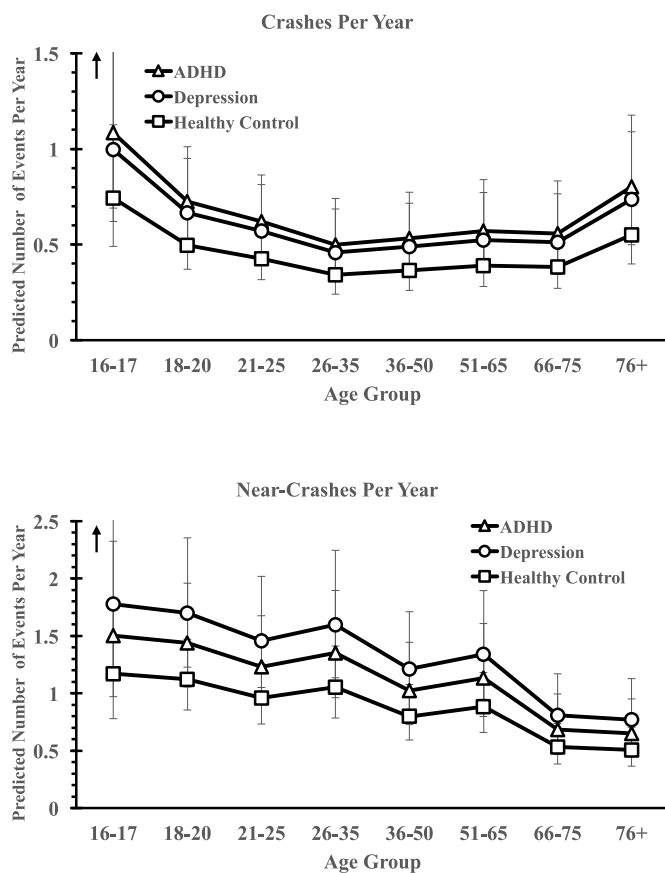 Crashes Per Year
Predicted Number of Events Per Year
1.5
1
0.5
0
ADHD
Depression
Healthy Control
16-17 18-20 21-25 26-35 36-50 51-65 66-75 76+
Age Group
Near-Crashes Per Year
Predicted Number of Events Per Year
2.5
2
1.5
1
0.5
0
ADHD
Depression
Healthy Control
16-17 18-20 21-25 26-35 36-50 51-65 66-75 76+
Age Group